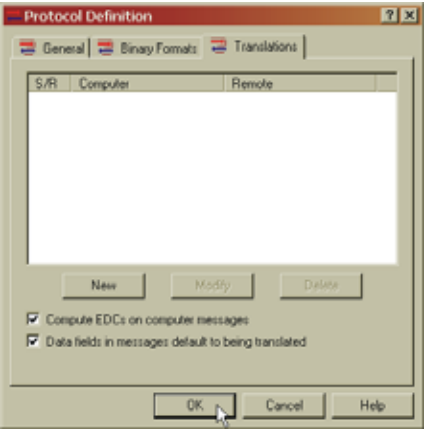 Protocol Definition
General Binary Formats Translations
S/R Computer Remote
New Modify Delete
Compute EDCs on computer messages
Data fields in messages default to being translated
OK Cancel Help